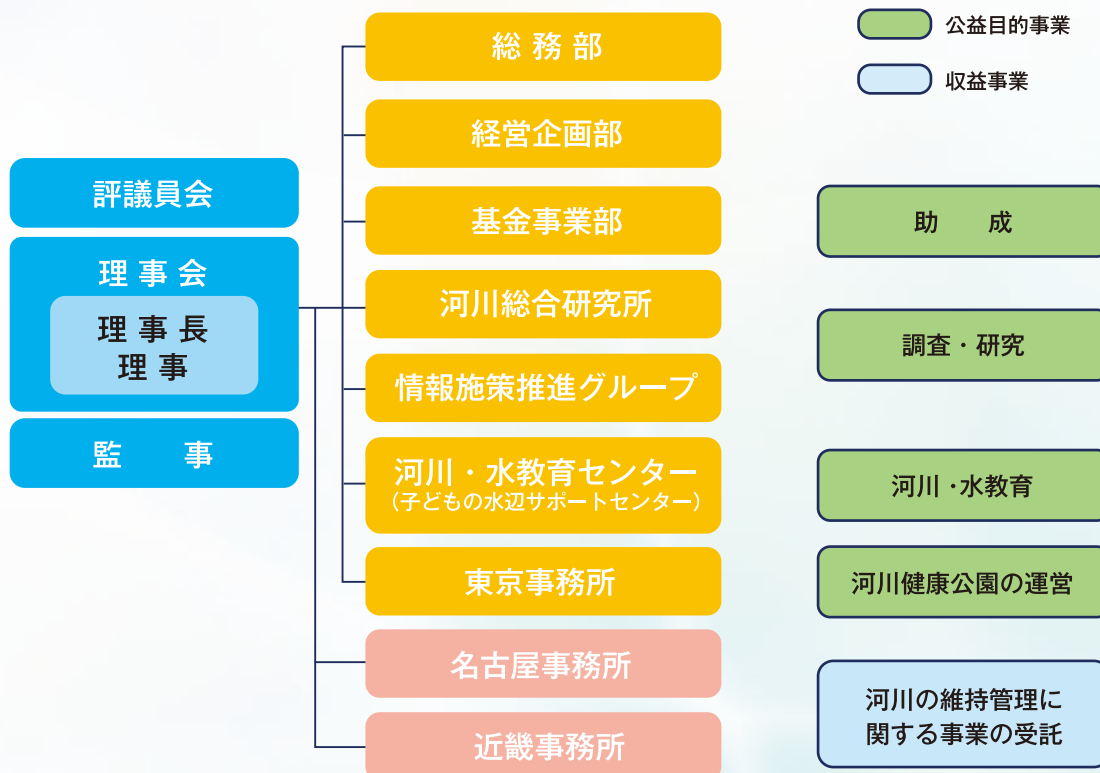 評議員会
理事会
理事長
理事
監　　事
総務部
経営企画部
基金事業部
河川総合研究所
情報施策推進グループ
河川・水教育センター
（子どもの水辺サポートセンター）
東京事務所
名古屋事務所
近畿事務所
公益目的事業
収益事業
助　　成
調査・研究
河川・水教育
河川健康公園の運営
河川の維持管理に
関する事業の受託